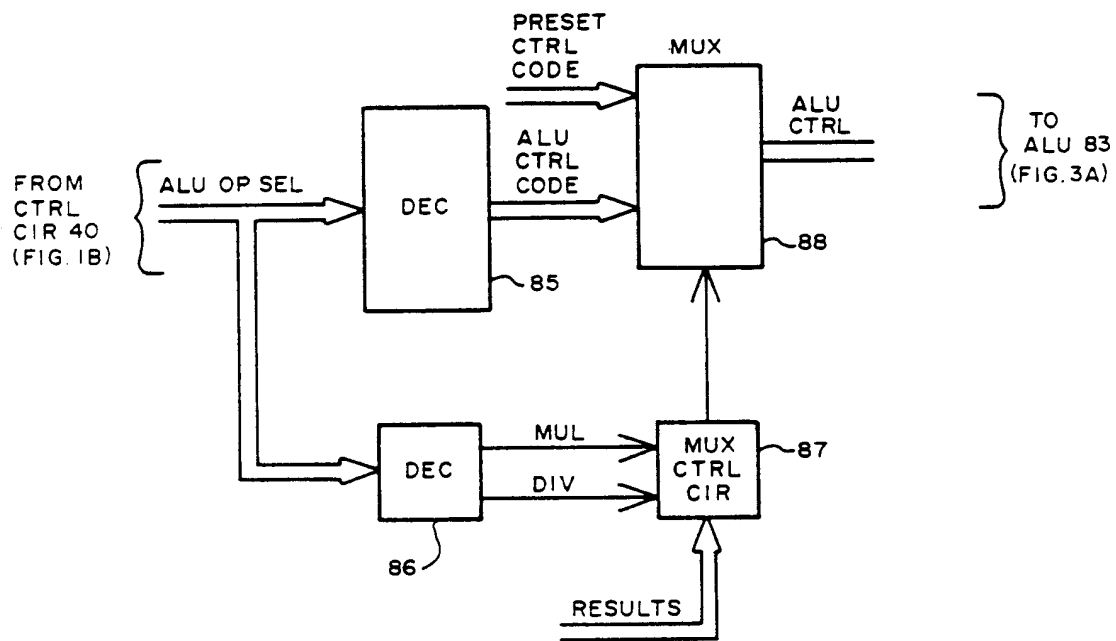 PRESET
CTRL
CODE
MUX
ALU
CTRL
TO
ALU 83
(FIG. 3A)
FROM
CTRL
CIR 40
(FIG. 1B)
ALU OP SEL
DEC
ALU
CTRL
CODE
88
85
MUL
DIV
DEC
MUX
CTRL
CIR
87
86
RESULTS